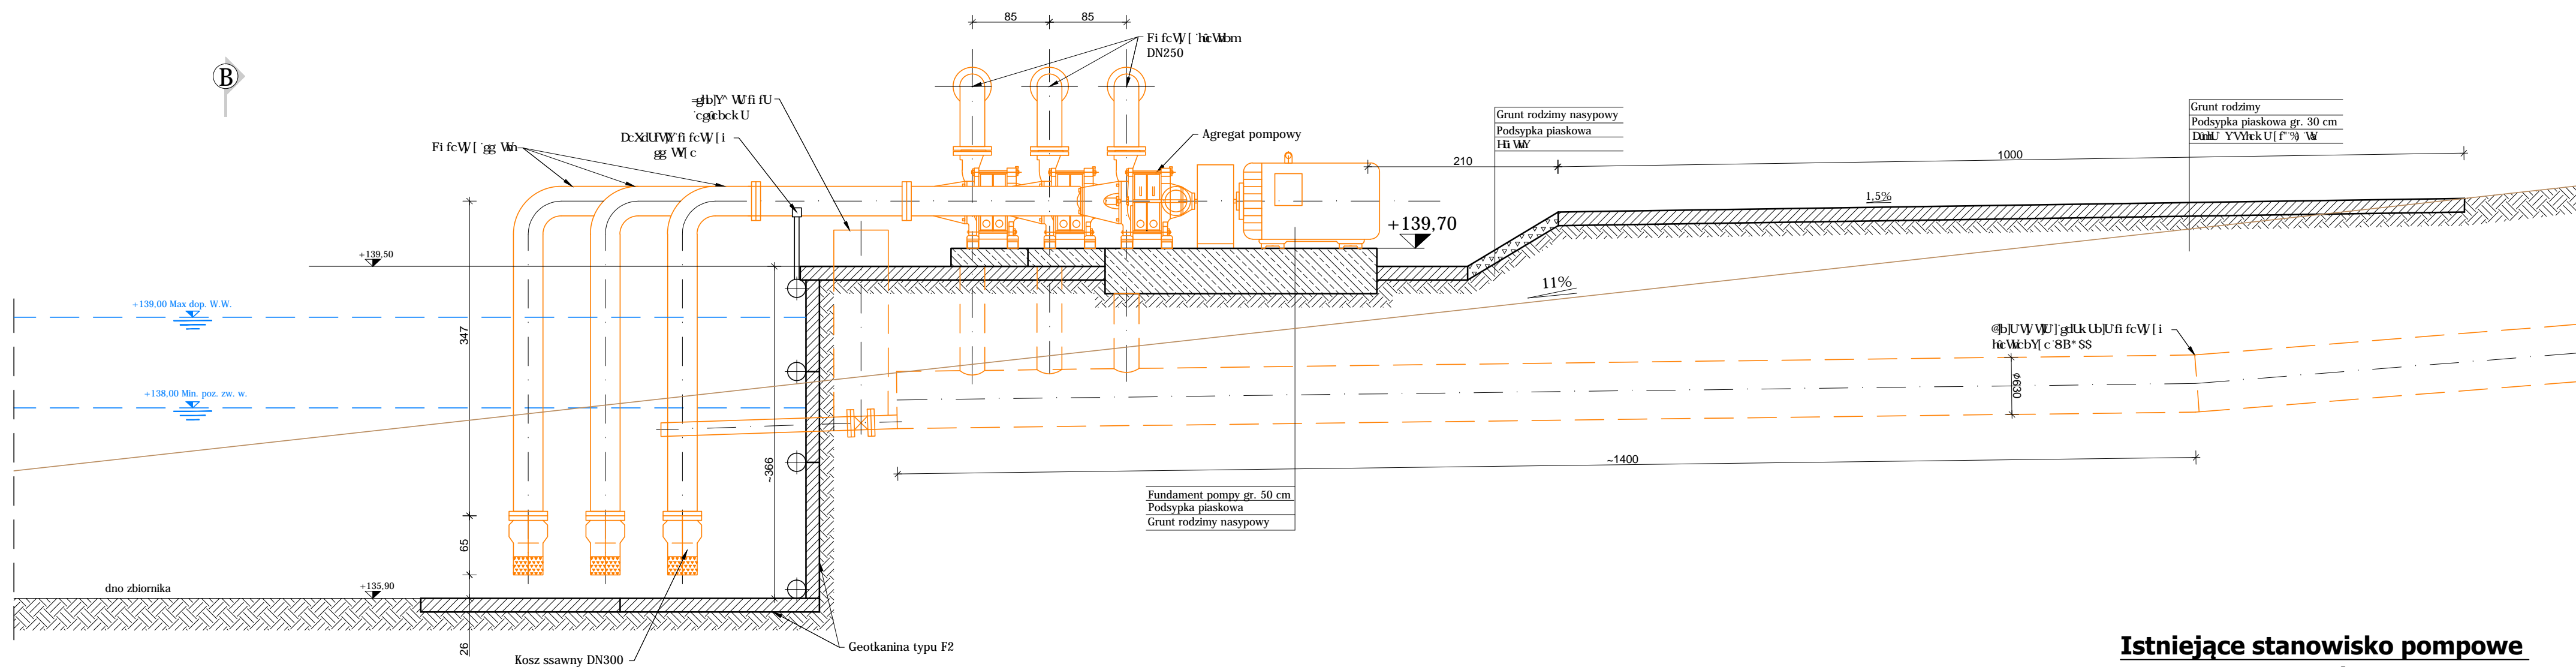 85
85
B
Fi fcW/ [
DN250
Agregat pompowy
Grunt rodzimy nasypowy
Podsypka piaskowa
Grunt rodzimy
Podsypka piaskowa gr. 30 cm
210
1000
1,5%
+139,70
+139.50
+139,00 Max dop. W.W.
11%
347
+138,00 Min. poz. zw. w.
ø630
~366
~1400
Fundament pompy gr. 50 cm
Podsypka piaskowa
Grunt rodzimy nasypowy
65
dno zbiornika
+135.90
26
Geotkanina typu F2
Kosz ssawny DN300
Istniejące stanowisko pompowe